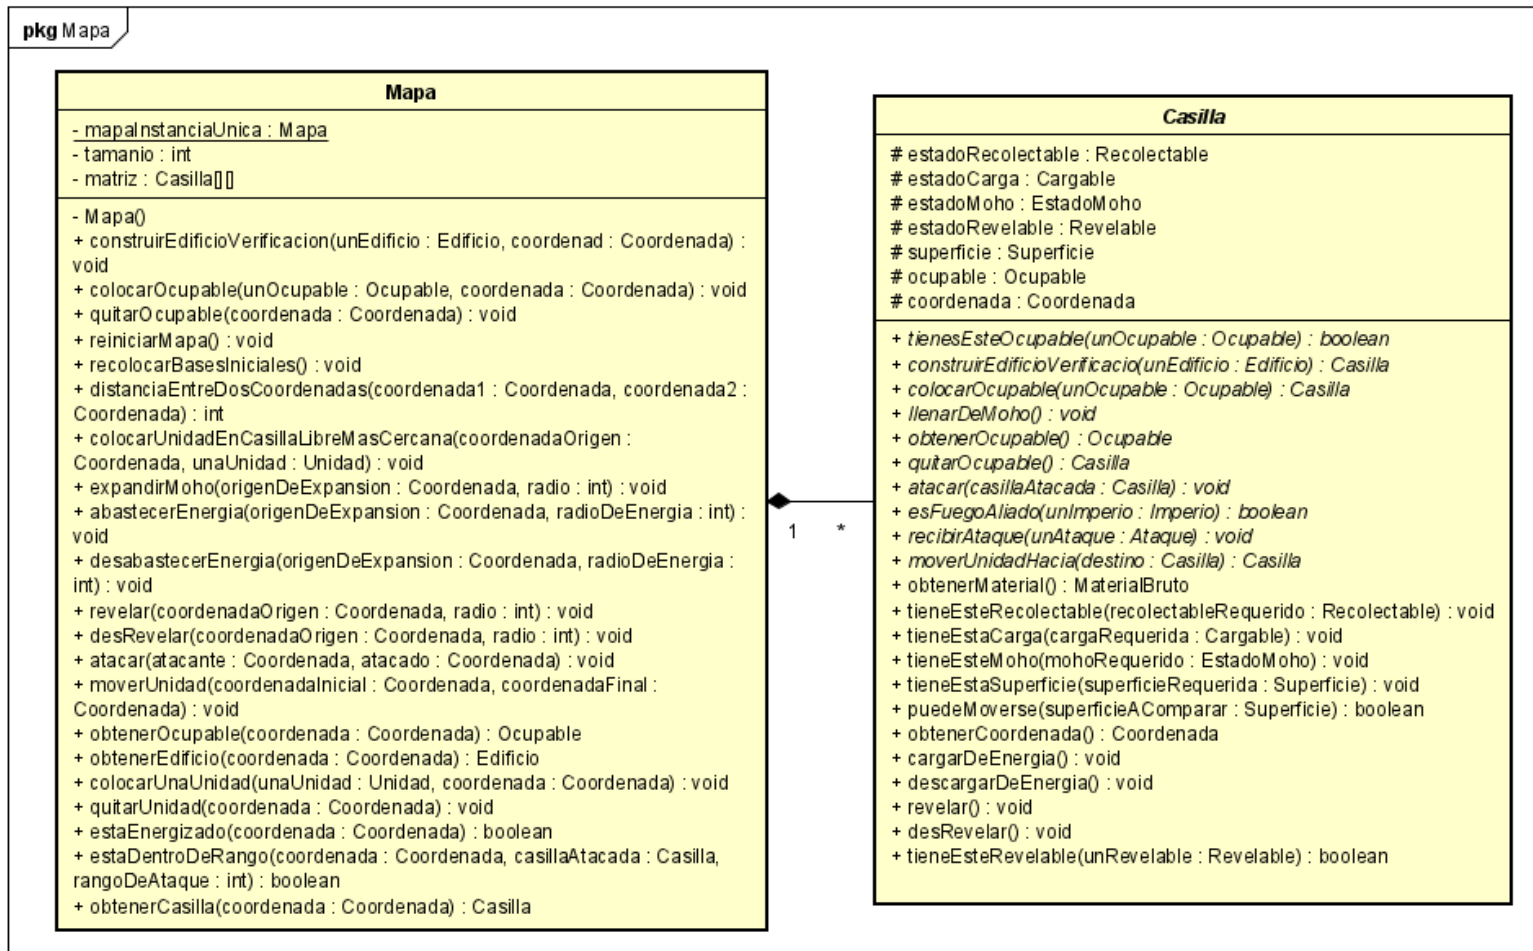 pkg Mapa
Mapa
- mapaInstanciaUnica : Mapa
- tamanio : int
- matriz : Casilla[][]
- Mapa()
+ construirEdificioVerificacion(unEdificio : Edificio, coordenad : Coordenada) :
void
+ colocarOcupable(unOcupable : Ocupable, coordenada : Coordenada) : void
+ quitarOcupable(coordenada : Coordenada) : void
+ reiniciarMapa() : void
+ recolocarBasesIniciales() : void
+ distanciaEntreDosCoordenadas(coordenada1 : Coordenada, coordenada2 :
Coordenada) : int
+ colocarUnidadEnCasillaLibreMasCercana(coordenadaOrigen :
Coordenada, unaUnidad : Unidad) : void
+ expandirMoho(origenDeExpansion : Coordenada, radio : int) : void
+ abastecerEnergia(origenDeExpansion : Coordenada, radioDeEnergia : int) :
void
+ desabastecerEnergia(origenDeExpansion : Coordenada, radioDeEnergia :
int) : void
+ revelar(coordenadaOrigen : Coordenada, radio : int) : void
+ desRevelar(coordenadaOrigen : Coordenada, radio : int) : void
+ atacar(atacante : Coordenada, atacado : Coordenada) : void
+ moverUnidad(coordenadaInicial : Coordenada, coordenadaFinal :
Coordenada) : void
+ obtenerOcupable(coordenada : Coordenada) : Ocupable
+ obtenerEdificio(coordenada : Coordenada) : Edificio
+ colocarUnaUnidad(unaUnidad : Unidad, coordenada : Coordenada) : void
+ quitarUnidad(coordenada : Coordenada) : void
+ estaEnergizado(coordenada : Coordenada) : boolean
+ estaDentroDeRango(coordenada : Coordenada, casillaAtacada : Casilla,
rangoDeAtaque : int) : boolean
+ obtenerCasilla(coordenada : Coordenada) : Casilla
1
*
Casilla
# estadoRecolectable : Recolectable
# estadoCarga : Cargable
# estadoMoho : EstadoMoho
# estadoRevelable : Revelable
# superficie : Superficie
# ocupable : Ocupable
# coordenada : Coordenada
+ tienesEsteOcupable(unOcupable : Ocupable) : boolean
+ construirEdificioVerificacio(unEdificio : Edificio) : Casilla
+ colocarOcupable(unOcupable : Ocupable) : Casilla
+ llenarDeMoho() : void
+ obtenerOcupable() : Ocupable
+ quitarOcupable() : Casilla
+ atacar(casillaAtacada : Casilla) : void
+ esFuegoAliado(unImperio : Imperio) : boolean
+ recibirAtaque(unAtaque : Ataque) : void
+ moverUnidadHacia(destino : Casilla) : Casilla
+ obtenerMaterial() : MaterialBruto
+ tieneEsteRecolectable(recolectableRequerido : Recolectable) : void
+ tieneEstaCarga(cargaRequerida : Cargable) : void
+ tieneEsteMoho(mohoRequerido : EstadoMoho) : void
+ tieneEstaSuperficie(superficieRequerida : Superficie) : void
+ puedeMoverse(superficieAComparar : Superficie) : boolean
+ obtenerCoordenada() : Coordenada
+ cargarDeEnergia() : void
+ descargarDeEnergia() : void
+ revelar() : void
+ desRevelar() : void
+ tieneEsteRevelable(unRevelable : Revelable) : boolean